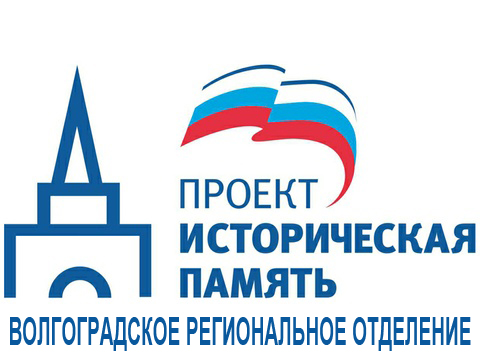 ПРОЕКТ
ИСТОРИЧЕСКАЯ
ПАМЯТЬ
ВОЛГОГРАДСКОЕ РЕГИОНАЛЬНОЕ ОТДЕЛЕНИЕ